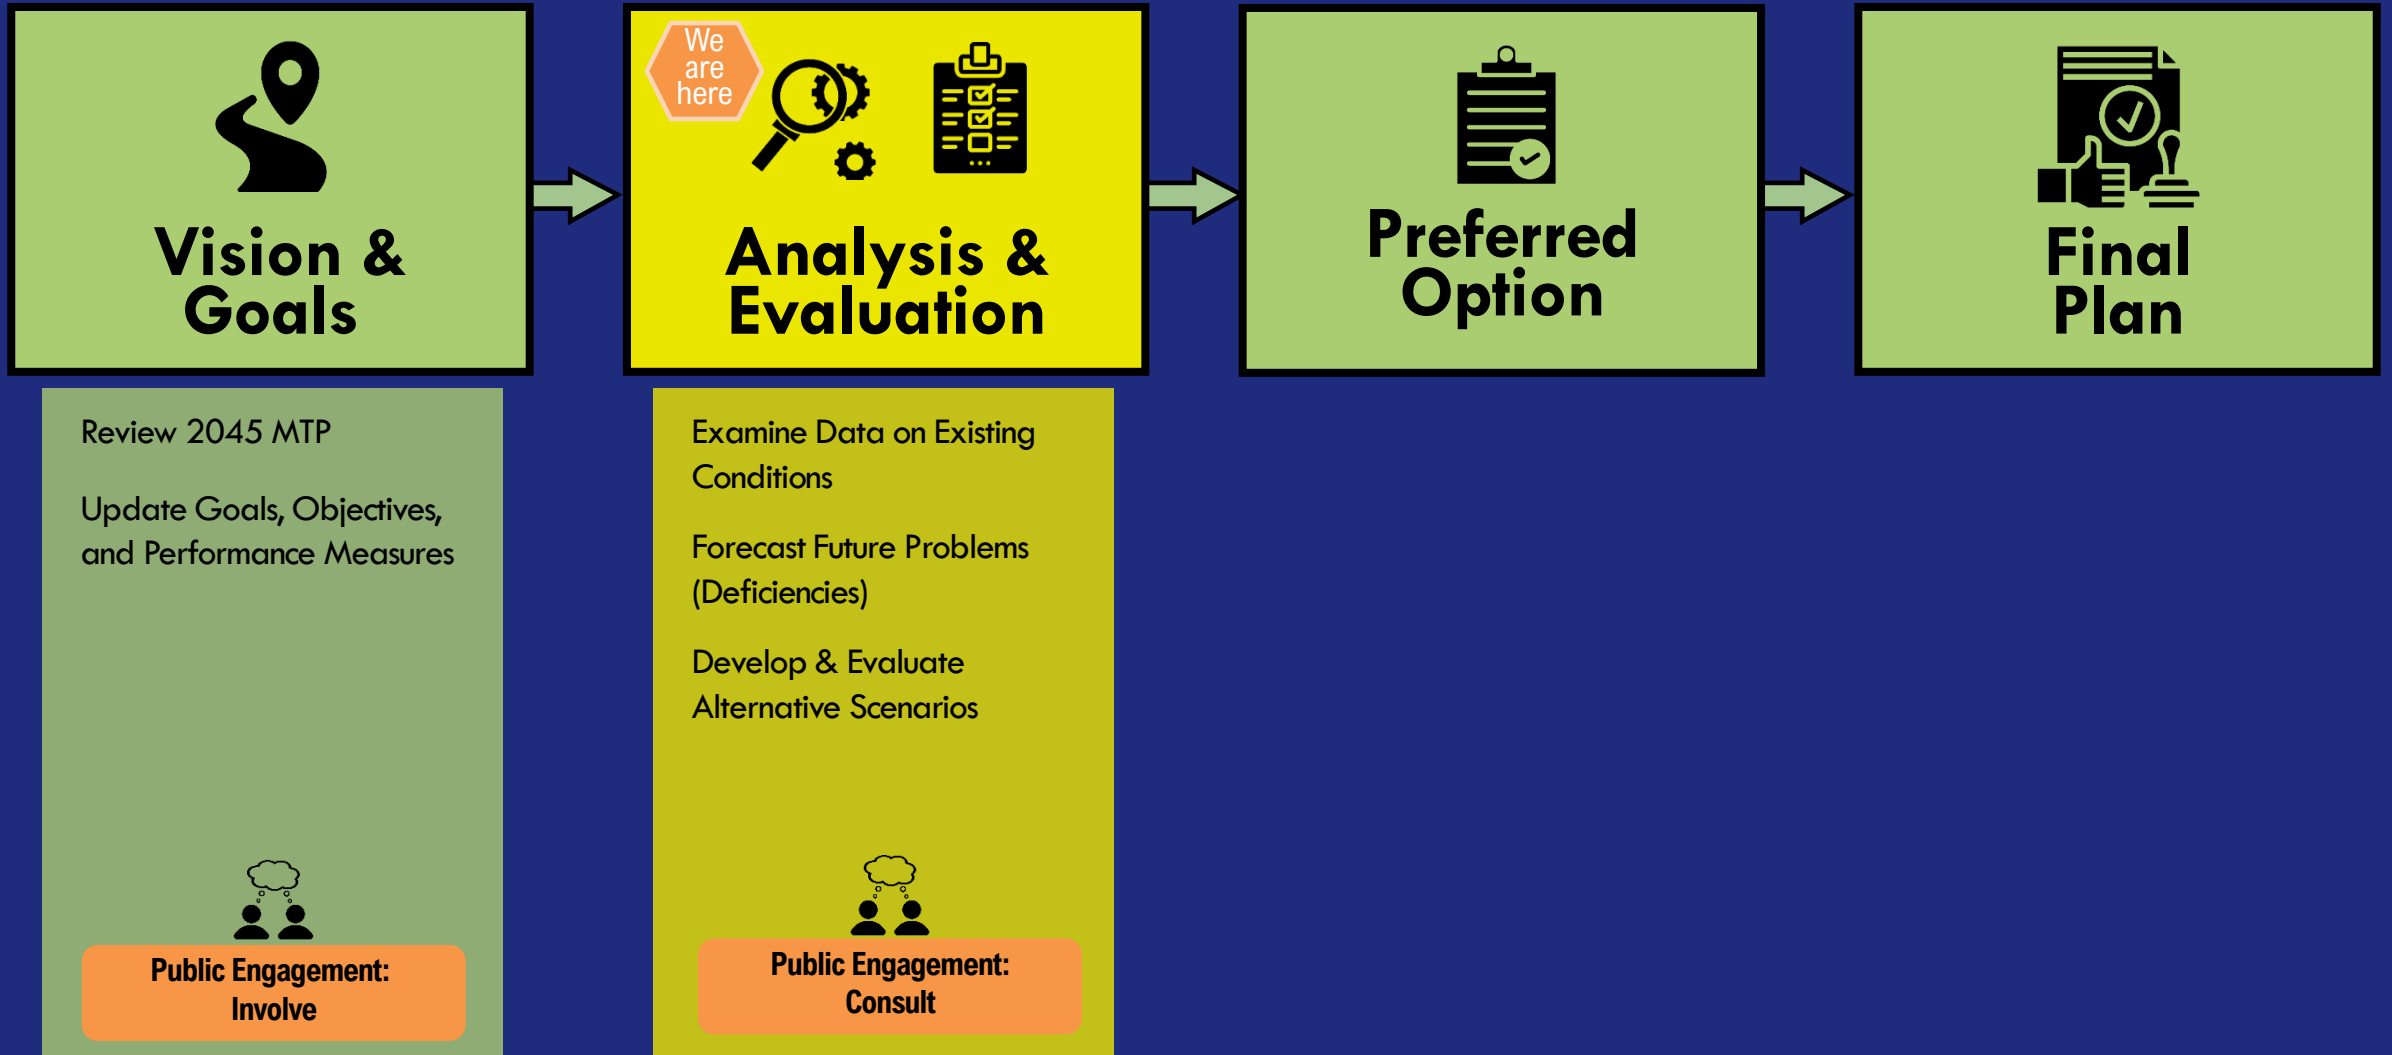 We
are
here
Vision &
Goals
Analysis &
Evaluation
Preferred
Option
Final
Plan
Review 2045 MTP
Update Goals, Objectives,
and Performance Measures
Public Engagement:
Involve
Examine Data on Existing
Conditions
Forecast Future Problems
(Deficiencies)
Develop & Evaluate
Alternative Scenarios
Public Engagement:
Consult